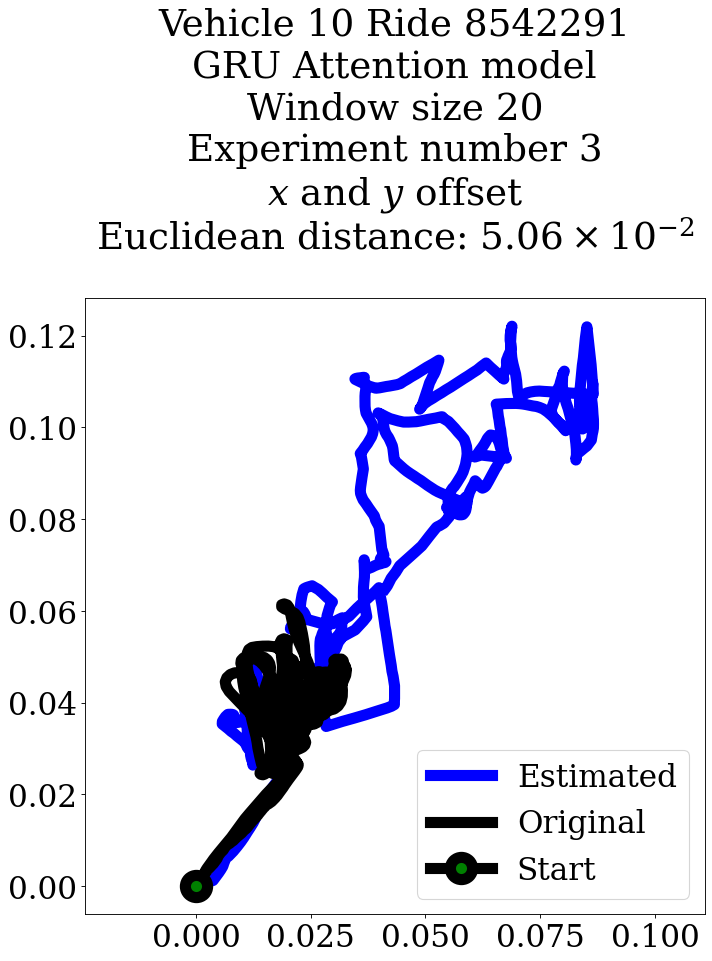 Vehicle 10 Ride 8542291
GRU Attention model
Window size 20
Experiment number 3
x and y offset
Euclidean distance: 5.06 × 10⁻²
0.12
0.10
0.08
0.06
0.04
0.02
0.00
Estimated
Original
Start
0.000 0.025 0.050 0.075 0.100